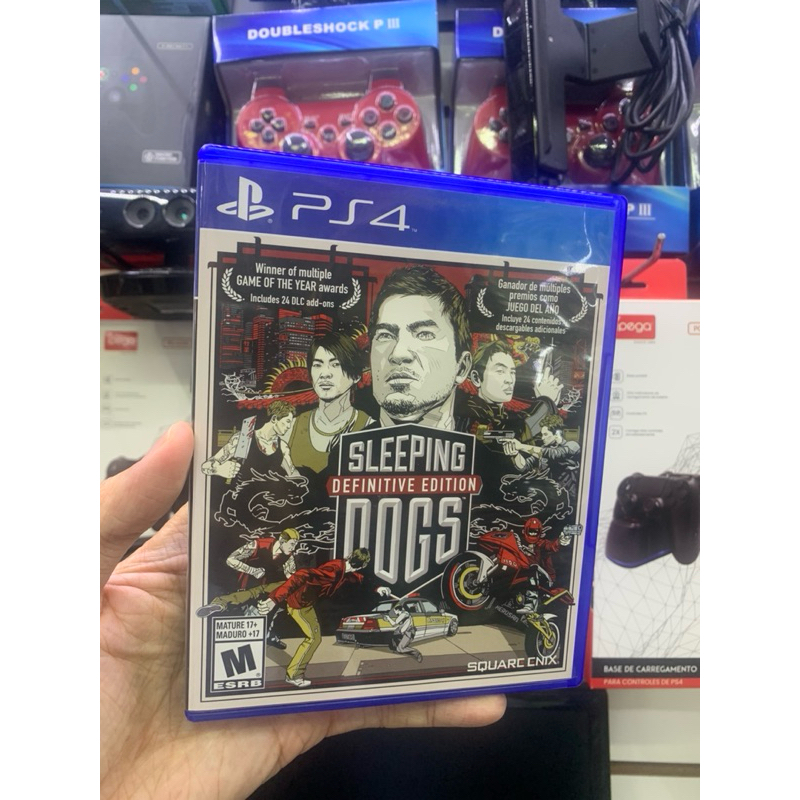 DOUBLESHOCK P III
D
P III
PS4
Winner of multiple
GAME OF THE YEAR awards
Includes 24 DLC add-ons
Ganador de múltiples
premios como
JUEGO DEL AÑO
Incluye 24 contenidos
descargables adicionales
SLEEPING
DEFINITIVE EDITION
DOGS
MATURE 17+
MADURO +17
M
ESRB
SQUARE ENIX
ipega
BASE DE CARREGAMENTO
PARA CONTROLES DE PS4